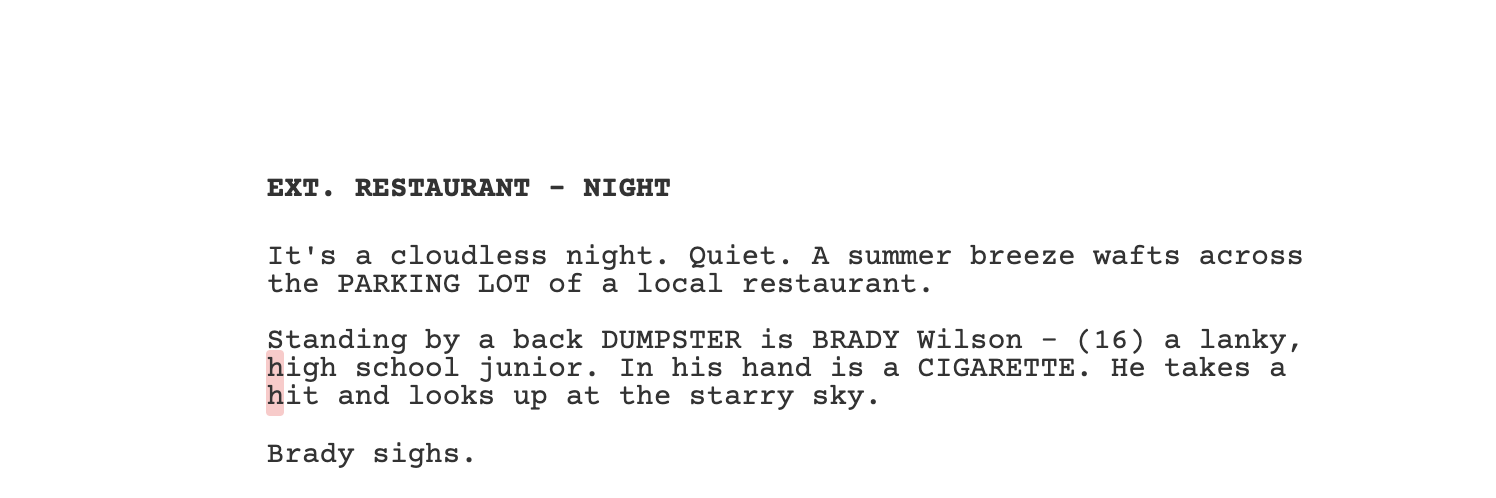 EXT. RESTAURANT - NIGHT
It's a cloudless night. Quiet. A summer breeze wafts across
the PARKING LOT of a local restaurant.
Standing by a back DUMPSTER is BRADY Wilson - (16) a lanky,
high school junior. In his hand is a CIGARETTE. He takes a
hit and looks up at the starry sky.
Brady sighs.